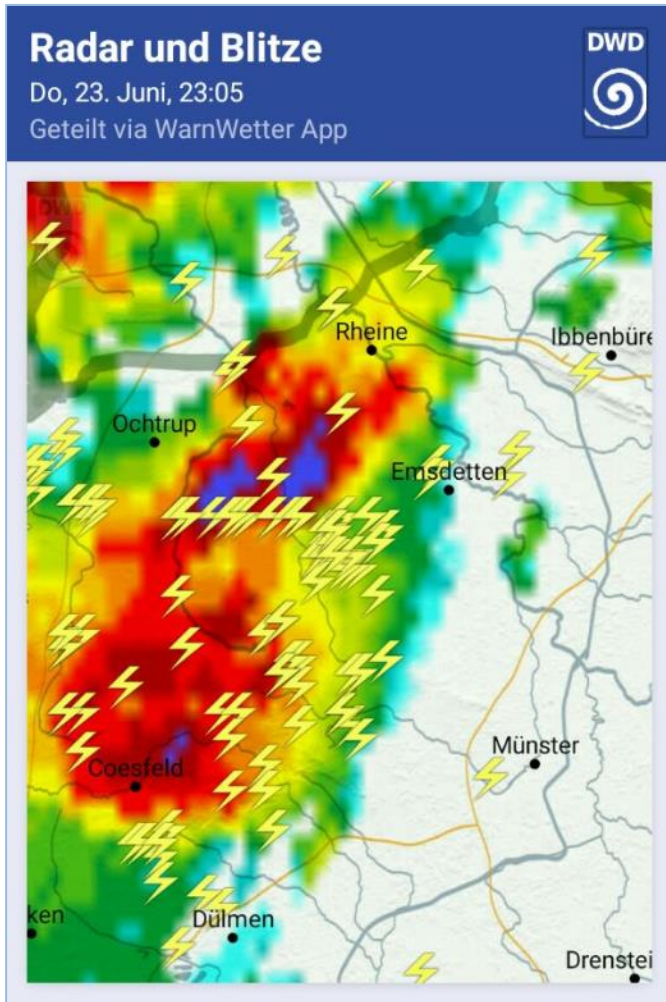 Radar und Blitze
DWD
Do, 23. Juni, 23:05
Geteilt via WarnWetter App
DWD
Rheine
Ibbenbüre
Ochtrup
Emsdetten
Münster
Coesfeld
ken
Dülmen
Drenstei